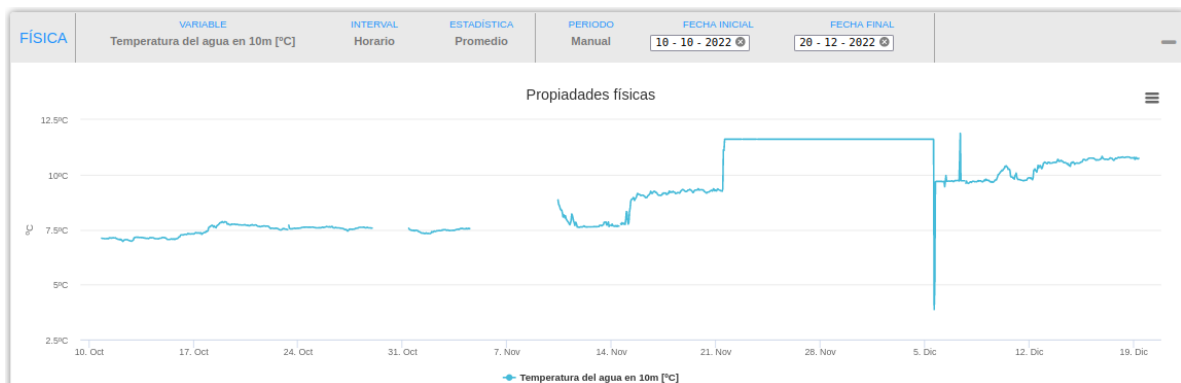 FÍSICA
VARIABLE
Temperatura del agua en 10m [ºC]
INTERVAL
Horario
ESTADÍSTICA
Promedio
PERIODO
Manual
FECHA INICIAL
10 - 10 - 2022
FECHA FINAL
20 - 12 - 2022
Propiadades físicas
12.5ºC
10ºC
7.5ºC
5ºC
2.5ºC
ºC
10. Oct 17. Oct 24. Oct 31. Oct 7. Nov 14. Nov 21. Nov 28. Nov 5. Dic 12. Dic 19. Dic
Temperatura del agua en 10m [ºC]